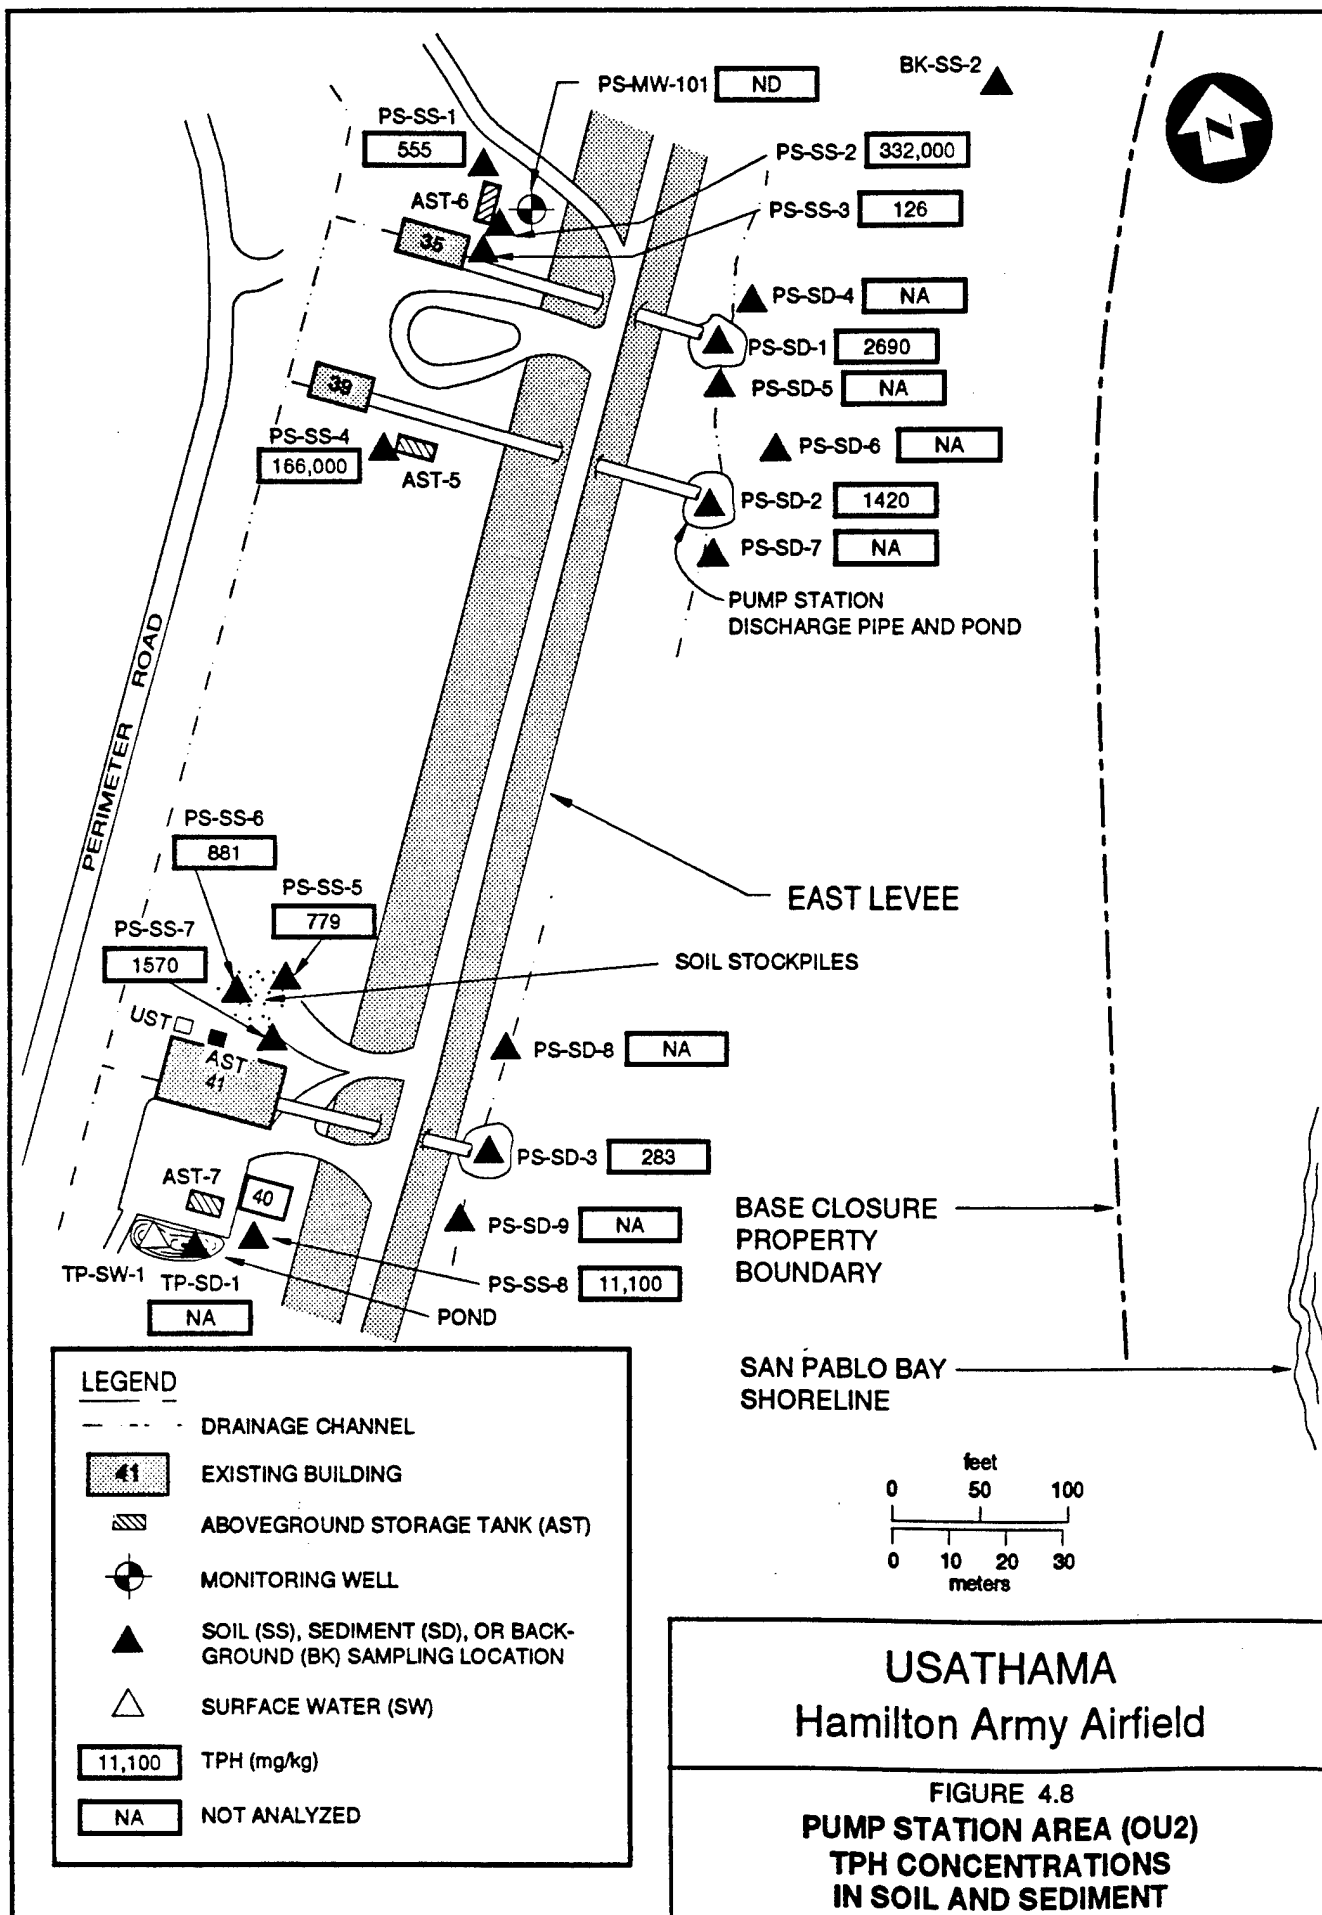 BK-SS-2
N
PS-MW-101 ND
PS-SS-1
555
PS-SS-2 332,000
AST-6
PS-SS-3 126
35
PS-SD-4 NA
PS-SD-1 2690
39
PS-SD-5 NA
PS-SS-4
166,000
AST-5
PS-SD-6 NA
PS-SD-2 1420
PS-SD-7 NA
PUMP STATION
DISCHARGE PIPE AND POND
PERIMETER ROAD
PS-SS-6
881
PS-SS-5
779
EAST LEVEE
PS-SS-7
1570
SOIL STOCKPILES
UST
AST
41
PS-SD-8 NA
PS-SD-3 283
AST-7
40
PS-SD-9 NA
BASE CLOSURE
PROPERTY
BOUNDARY
TP-SW-1
TP-SD-1
NA
PS-SS-8 11,100
POND
SAN PABLO BAY
SHORELINE
LEGEND
DRAINAGE CHANNEL
41 EXISTING BUILDING
ABOVEGROUND STORAGE TANK (AST)
MONITORING WELL
SOIL (SS), SEDIMENT (SD), OR BACK-
GROUND (BK) SAMPLING LOCATION
SURFACE WATER (SW)
11,100 TPH (mg/kg)
NA NOT ANALYZED
feet
0 50 100
0 10 20 30
meters
USATHAMA
Hamilton Army Airfield
FIGURE 4.8
PUMP STATION AREA (OU2)
TPH CONCENTRATIONS
IN SOIL AND SEDIMENT